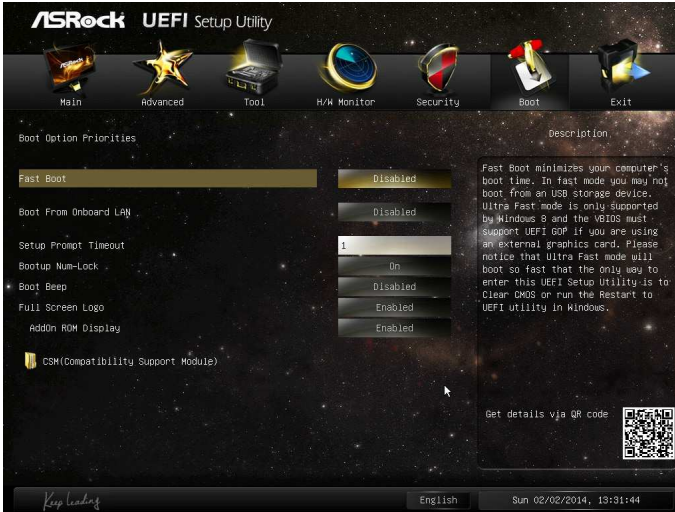 ASRock UEFI Setup Utility
Main Advanced Tool H/W Monitor Security Boot Exit
Boot Option Priorities
Fast Boot Disabled
Boot From Onboard LAN Disabled
Setup Prompt Timeout 1
Bootup Num-Lock On
Boot Beep Disabled
Full Screen Logo Enabled
AddOn ROM Display Enabled
CSM(Compatibility Support Module)
Description
Fast Boot minimizes your computer's
boot time. In fast mode you may not
boot from an USB storage device.
Ultra Fast mode is only supported
by Windows 8 and the VBIOS must
support UEFI GOP if you are using
an external graphics card. Please
notice that Ultra Fast mode will
boot so fast that the only way to
enter this UEFI Setup Utility is to
Clear CMOS or run the Restart to
UEFI utility in Windows.
Get details via QR code
Keep Leading
English
Sun 02/02/2014, 13:31:44